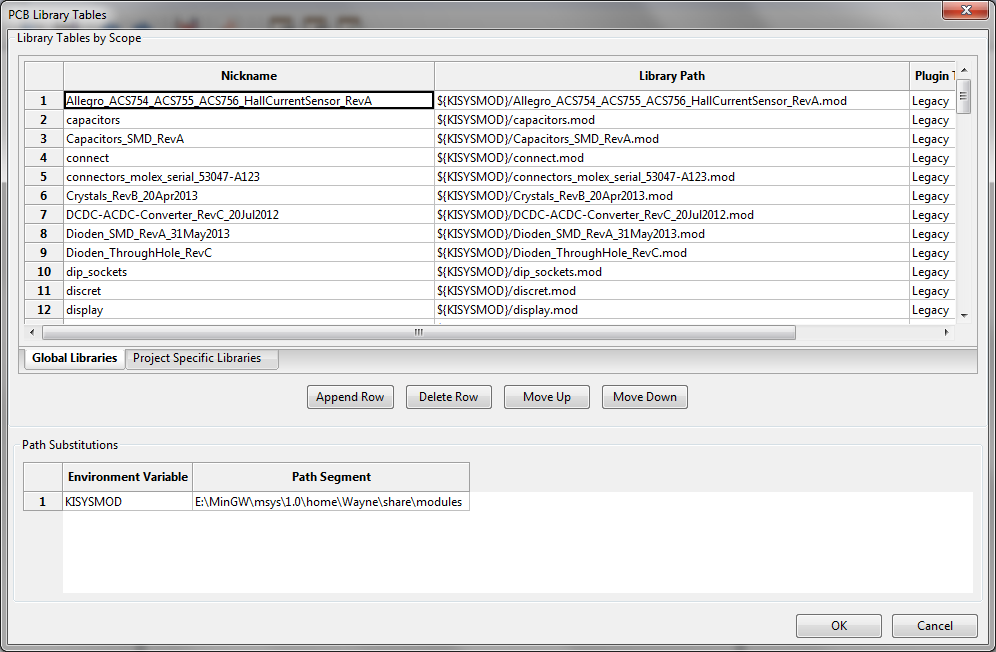 PCB Library Tables
Library Tables by Scope
Nickname Library Path Plugin
1 Allegro_ACS754_ACS755_ACS756_HallCurrentSensor_RevA ${KISYSMOD}/Allegro_ACS754_ACS755_ACS756_HallCurrentSensor_RevA.mod Legacy
2 capacitors ${KISYSMOD}/capacitors.mod Legacy
3 Capacitors_SMD_RevA ${KISYSMOD}/Capacitors_SMD_RevA.mod Legacy
4 connect ${KISYSMOD}/connect.mod Legacy
5 connectors_molex_serial_53047-A123 ${KISYSMOD}/connectors_molex_serial_53047-A123.mod Legacy
6 Crystals_RevB_20Apr2013 ${KISYSMOD}/Crystals_RevB_20Apr2013.mod Legacy
7 DCDC-ACDC-Converter_RevC_20Jul2012 ${KISYSMOD}/DCDC-ACDC-Converter_RevC_20Jul2012.mod Legacy
8 Dioden_SMD_RevA_31May2013 ${KISYSMOD}/Dioden_SMD_RevA_31May2013.mod Legacy
9 Dioden_ThroughHole_RevC ${KISYSMOD}/Dioden_ThroughHole_RevC.mod Legacy
10 dip_sockets ${KISYSMOD}/dip_sockets.mod Legacy
11 discret ${KISYSMOD}/discret.mod Legacy
12 display ${KISYSMOD}/display.mod Legacy
Global Libraries Project Specific Libraries
Append Row Delete Row Move Up Move Down
Path Substitutions
Environment Variable Path Segment
1 KISYSMOD E:\MinGW\msys\1.0\home\Wayne\share\modules
OK Cancel